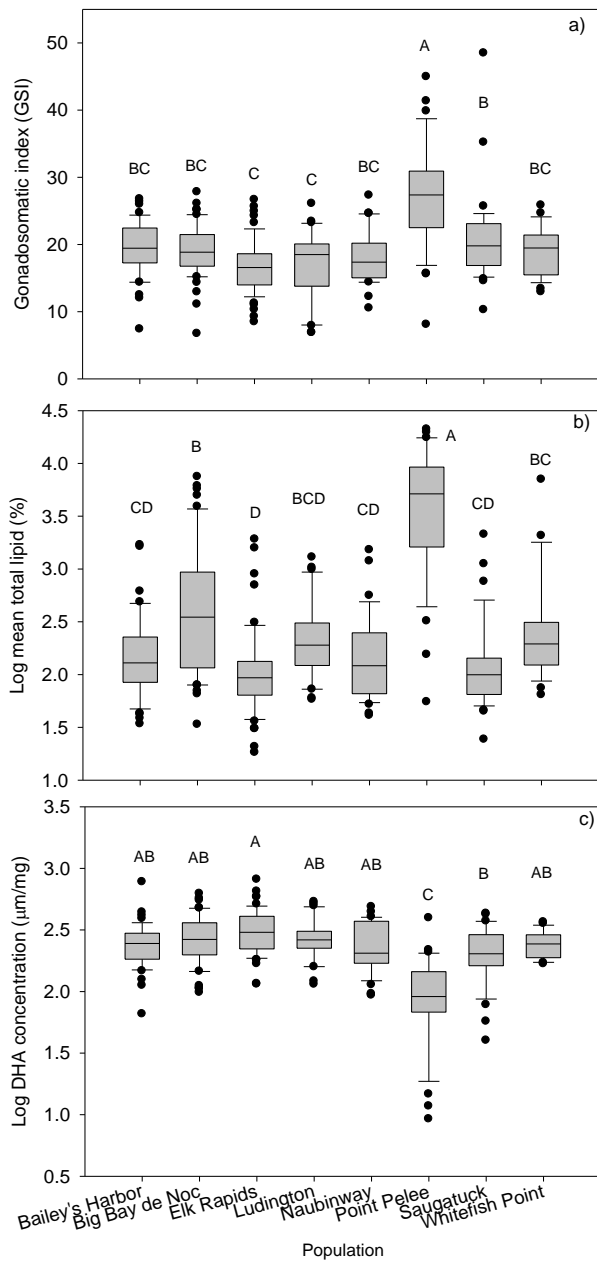 a)
Gonadosomatic index (GSI)
50
40
30
20
10
0
A
B
BC BC C C BC BC
b)
Log mean total lipid (%)
4.5
4.0
3.5
3.0
2.5
2.0
1.5
1.0
A
B
BC
CD D BCD CD CD
c)
Log DHA concentration (μm/mg)
3.5
3.0
2.5
2.0
1.5
1.0
0.5
A
AB AB AB AB C B AB
Bailey's Harbor
Big Bay de Noc
Elk Rapids
Ludington
Naubinway
Point Pelee
Saugatuck
Whitefish Point
Population